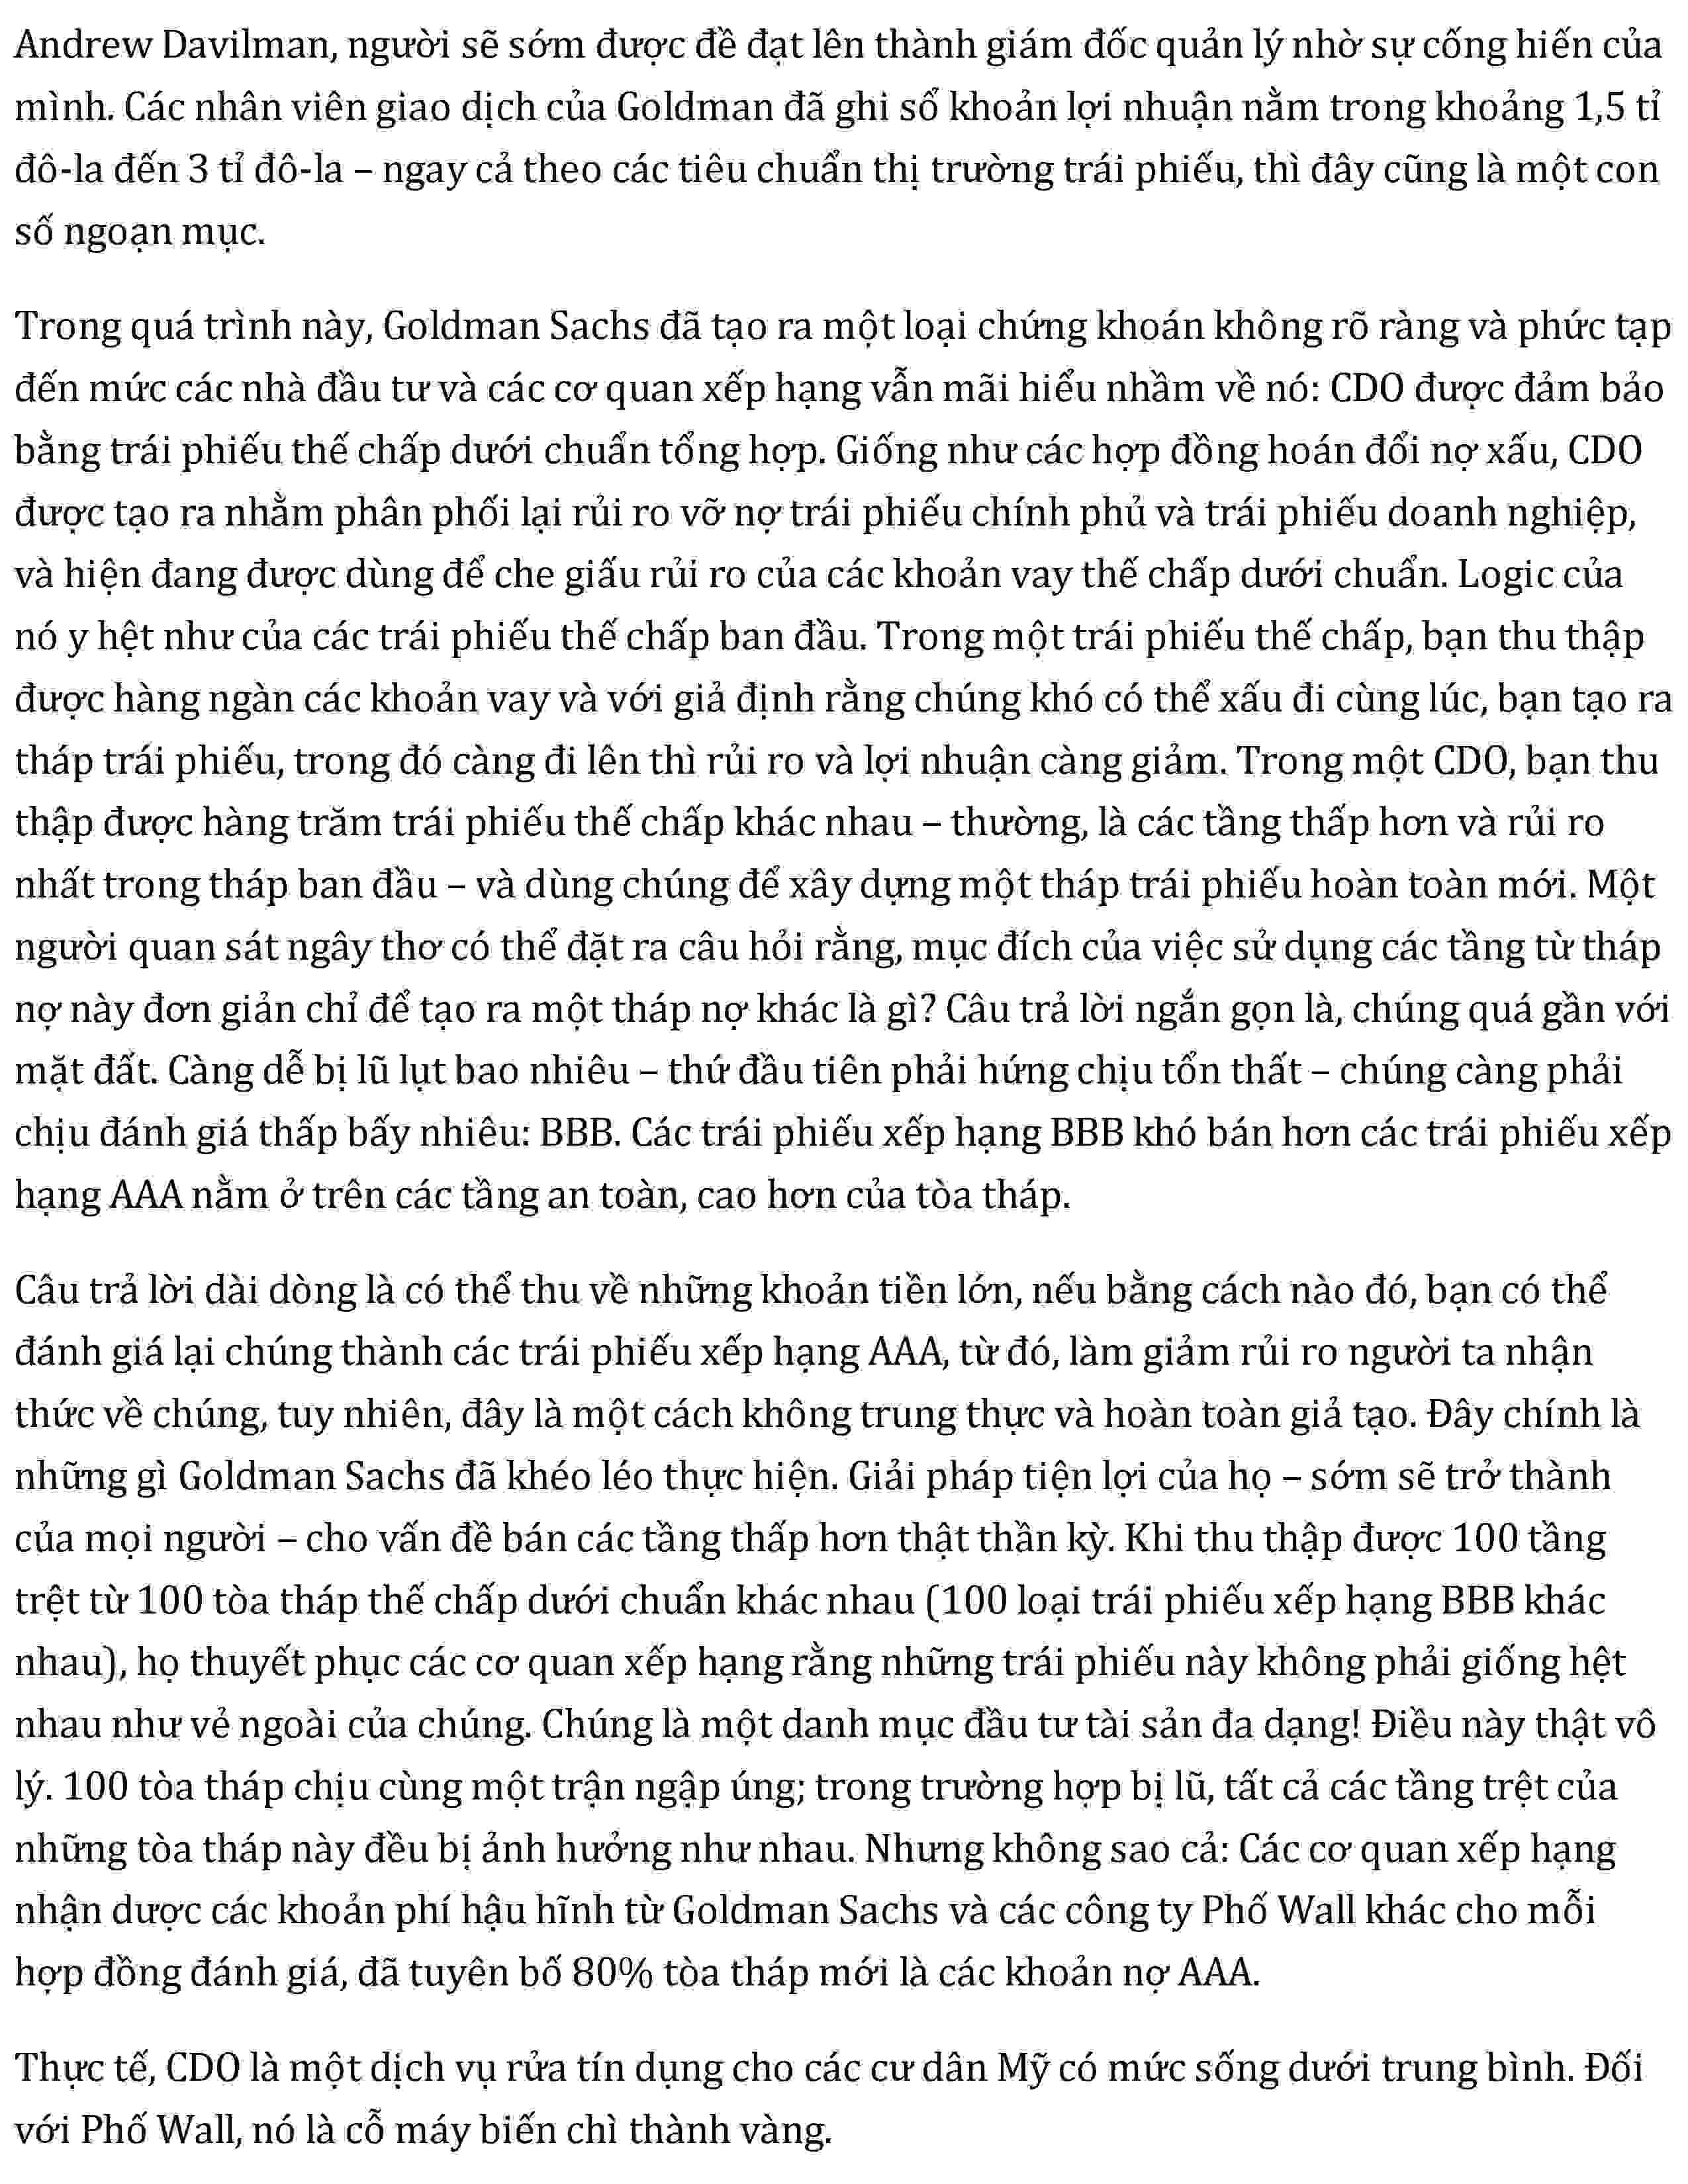 Andrew Davilman, người sẽ sớm được đề đạt lên thành giám đốc quản lý nhờ sự cống hiến của
mình. Các nhân viên giao dịch của Goldman đã ghi sổ khoản lợi nhuận nằm trong khoảng 1,5 tỉ
đô-la đến 3 tỉ đô-la – ngay cả theo các tiêu chuẩn thị trường trái phiếu, thì đây cũng là một con
số ngoạn mục.
Trong quá trình này, Goldman Sachs đã tạo ra một loại chứng khoán không rõ ràng và phức tạp
đến mức các nhà đầu tư và các cơ quan xếp hạng vẫn mãi hiểu nhầm về nó: CDO được đảm bảo
bằng trái phiếu thế chấp dưới chuẩn tổng hợp. Giống như các hợp đồng hoán đổi nợ xấu, CDO
được tạo ra nhằm phân phối lại rủi ro vỡ nợ trái phiếu chính phủ và trái phiếu doanh nghiệp,
và hiện đang được dùng để che giấu rủi ro của các khoản vay thế chấp dưới chuẩn. Logic của
nó y hệt như của các trái phiếu thế chấp ban đầu. Trong một trái phiếu thế chấp, bạn thu thập
được hàng ngàn các khoản vay và với giả định rằng chúng khó có thể xấu đi cùng lúc, bạn tạo ra
tháp trái phiếu, trong đó càng đi lên thì rủi ro và lợi nhuận càng giảm. Trong một CDO, bạn thu
thập được hàng trăm trái phiếu thế chấp khác nhau – thường, là các tầng thấp hơn và rủi ro
nhất trong tháp ban đầu – và dùng chúng để xây dựng một tháp trái phiếu hoàn toàn mới. Một
người quan sát ngây thơ có thể đặt ra câu hỏi rằng, mục đích của việc sử dụng các tầng từ tháp
nợ này đơn giản chỉ để tạo ra một tháp nợ khác là gì? Câu trả lời ngắn gọn là, chúng quá gần với
mặt đất. Càng dễ bị lũ lụt bao nhiêu – thứ đầu tiên phải hứng chịu tổn thất – chúng càng phải
chịu đánh giá thấp bấy nhiêu: BBB. Các trái phiếu xếp hạng BBB khó bán hơn các trái phiếu xếp
hạng AAA nằm ở trên các tầng an toàn, cao hơn của tòa tháp.
Câu trả lời dài dòng là có thể thu về những khoản tiền lớn, nếu bằng cách nào đó, bạn có thể
đánh giá lại chúng thành các trái phiếu xếp hạng AAA, từ đó, làm giảm rủi ro người ta nhận
thức về chúng, tuy nhiên, đây là một cách không trung thực và hoàn toàn giả tạo. Đây chính là
những gì Goldman Sachs đã khéo léo thực hiện. Giải pháp tiện lợi của họ – sớm sẽ trở thành
của mọi người – cho vấn đề bán các tầng thấp hơn thật thần kỳ. Khi thu thập được 100 tầng
trệt từ 100 tòa tháp thế chấp dưới chuẩn khác nhau (100 loại trái phiếu xếp hạng BBB khác
nhau), họ thuyết phục các cơ quan xếp hạng rằng những trái phiếu này không phải giống hệt
nhau như vẻ ngoài của chúng. Chúng là một danh mục đầu tư tài sản đa dạng! Điều này thật vô
lý. 100 tòa tháp chịu cùng một trận ngập úng; trong trường hợp bị lũ, tất cả các tầng trệt của
những tòa tháp này đều bị ảnh hưởng như nhau. Nhưng không sao cả: Các cơ quan xếp hạng
nhận dược các khoản phí hậu hĩnh từ Goldman Sachs và các công ty Phố Wall khác cho mỗi
hợp đồng đánh giá, đã tuyên bố 80% tòa tháp mới là các khoản nợ AAA.
Thực tế, CDO là một dịch vụ rửa tín dụng cho các cư dân Mỹ có mức sống dưới trung bình. Đối
với Phố Wall, nó là cỗ máy biến chì thành vàng.